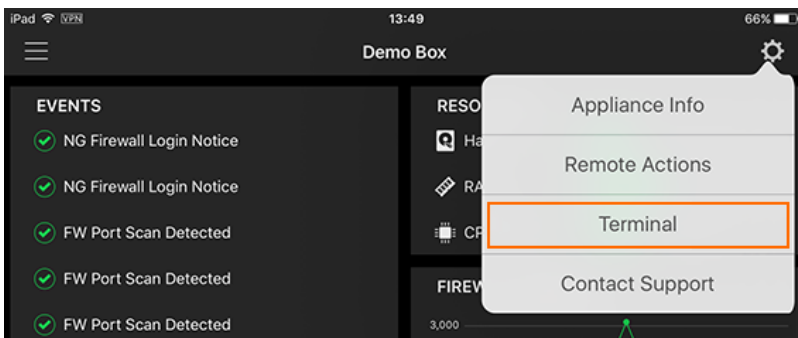 iPad VPN 13:49 66%
Demo Box
EVENTS
NG Firewall Login Notice
NG Firewall Login Notice
FW Port Scan Detected
FW Port Scan Detected
FW Port Scan Detected
RESO
Ha
RA
CP
FIREW
3,000
Appliance Info
Remote Actions
Terminal
Contact Support